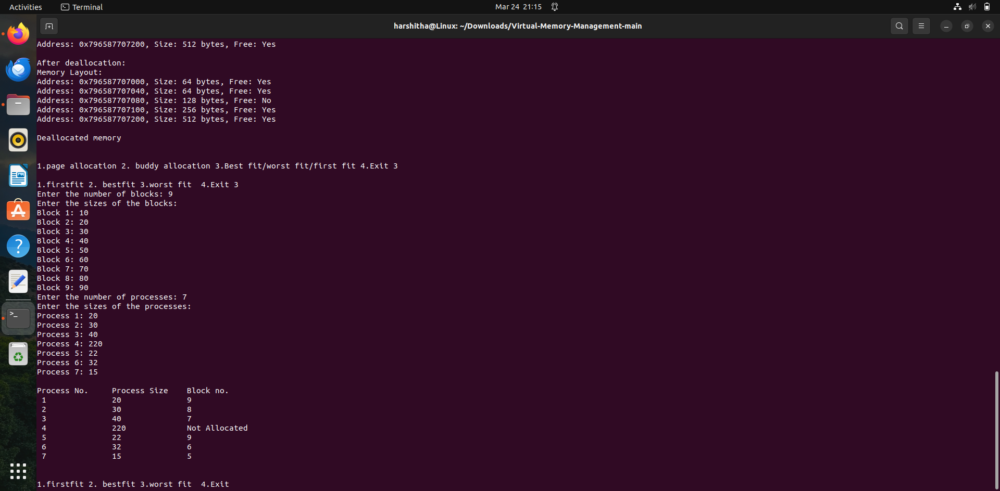 Activities Terminal Mar 24 21:15
harshitha@Linux: ~/Downloads/Virtual-Memory-Management-main
Address: 0x796587707200, Size: 512 bytes, Free: Yes
After deallocation:
Memory Layout:
Address: 0x796587707000, Size: 64 bytes, Free: Yes
Address: 0x796587707040, Size: 64 bytes, Free: Yes
Address: 0x796587707080, Size: 128 bytes, Free: No
Address: 0x796587707100, Size: 256 bytes, Free: Yes
Address: 0x796587707200, Size: 512 bytes, Free: Yes
Deallocated memory
1.page allocation 2. buddy allocation 3.Best fit/worst fit/first fit 4.Exit 3
1.firstfit 2. bestfit 3.worst fit  4.Exit 3
Enter the number of blocks: 9
Enter the sizes of the blocks:
Block 1: 10
Block 2: 20
Block 3: 30
Block 4: 40
Block 5: 50
Block 6: 60
Block 7: 70
Block 8: 80
Block 9: 90
Enter the number of processes: 7
Enter the sizes of the processes:
Process 1: 20
Process 2: 30
Process 3: 40
Process 4: 220
Process 5: 22
Process 6: 32
Process 7: 15
Process No.     Process Size    Block no.
 1              20              9
 2              30              8
 3              40              7
 4              220             Not Allocated
 5              22              9
 6              32              6
 7              15              5
1.firstfit 2. bestfit 3.worst fit  4.Exit